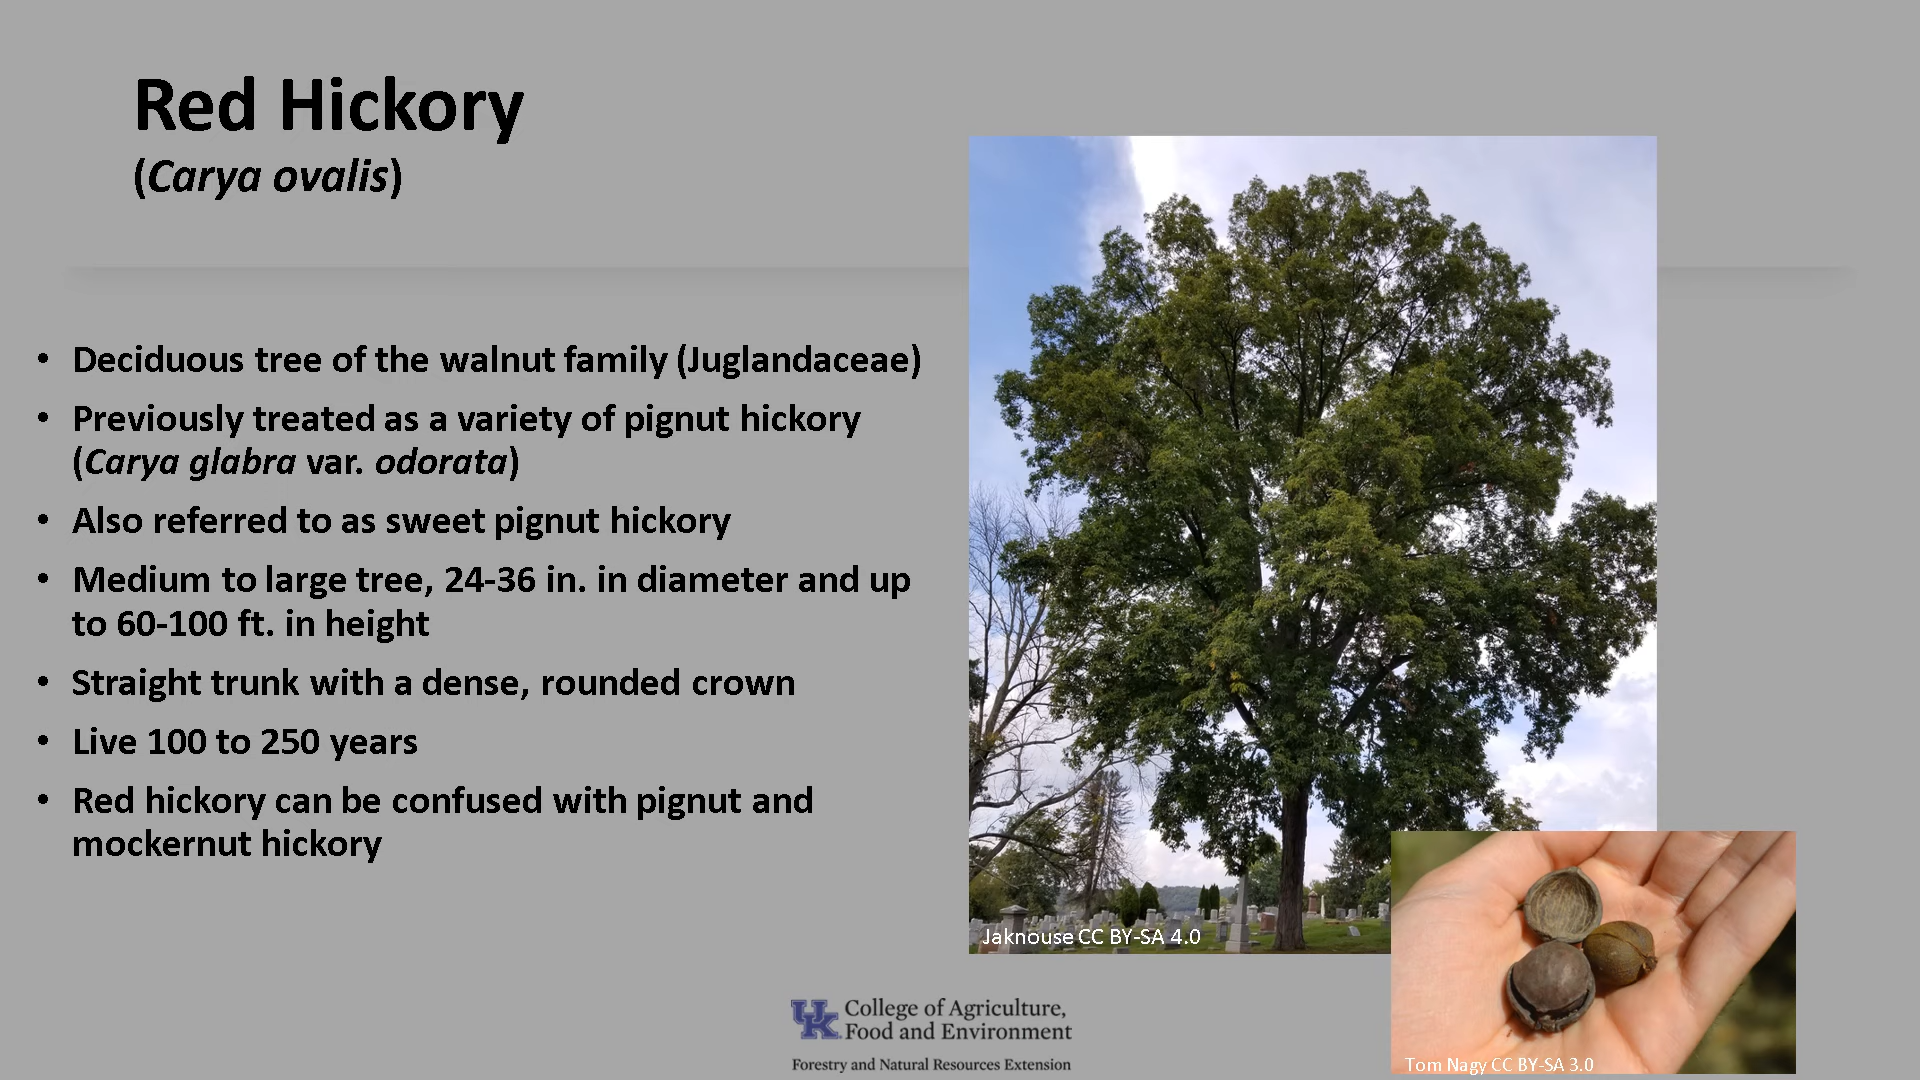 Red Hickory
(Carya ovalis)
• Deciduous tree of the walnut family (Juglandaceae)
• Previously treated as a variety of pignut hickory
(Carya glabra var. odorata)
• Also referred to as sweet pignut hickory
• Medium to large tree, 24-36 in. in diameter and up
to 60-100 ft. in height
• Straight trunk with a dense, rounded crown
• Live 100 to 250 years
• Red hickory can be confused with pignut and
mockernut hickory
Jaknouse CC BY-SA 4.0
Tom Nagy CC BY-SA 3.0
UK College of Agriculture,
Food and Environment
Forestry and Natural Resources Extension